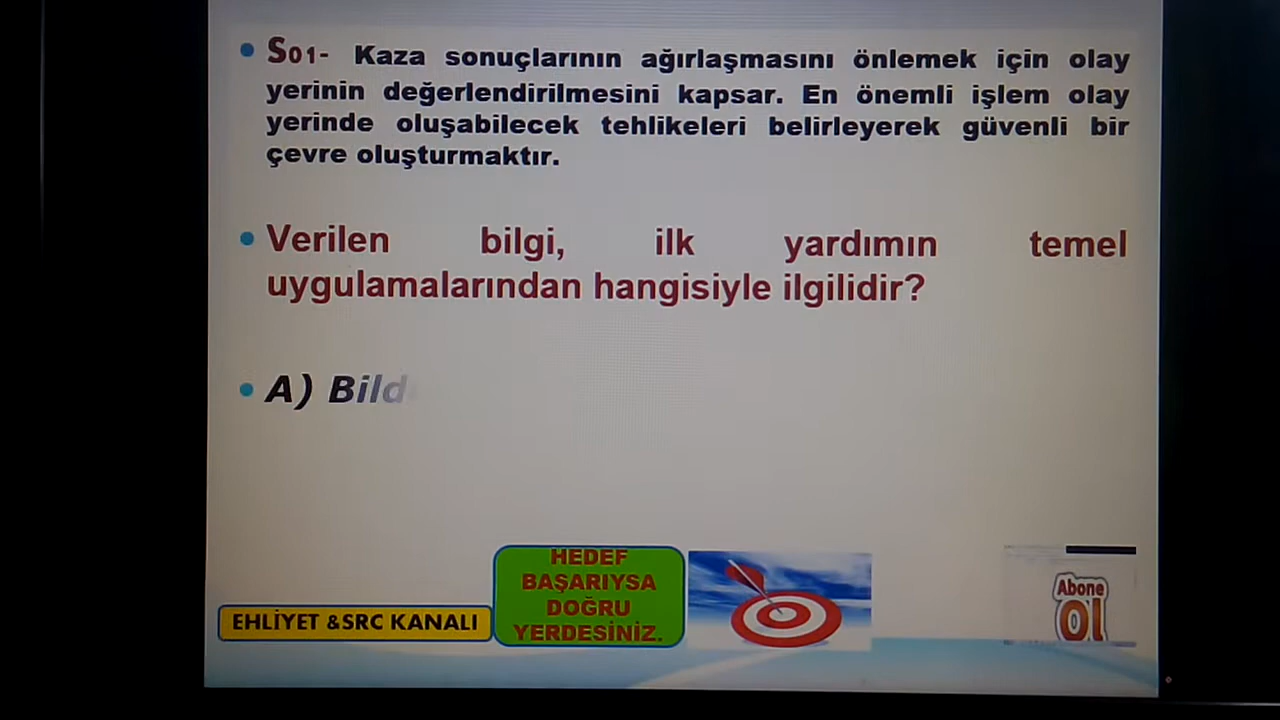 S01- Kaza sonuçlarının ağırlaşmasını önlemek için olay
yerinin değerlendirilmesini kapsar. En önemli işlem olay
yerinde oluşabilecek tehlikeleri belirleyerek güvenli bir
çevre oluşturmaktır.
Verilen bilgi, ilk yardımın temel
uygulamalarından hangisiyle ilgilidir?
A) Bild
HEDEF
BAŞARIYSA
DOĞRU
YERDESİNİZ.
EHLİYET &SRC KANALI
Abone
Ol